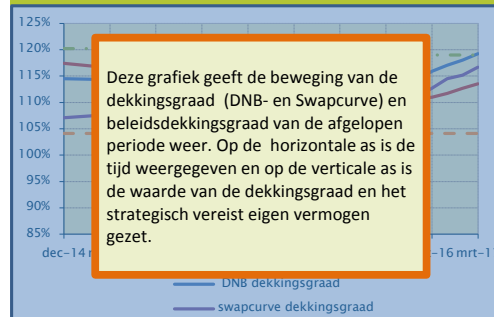 125%
120%
115%
110%
105%
100%
95%
90%
85%
Deze grafiek geeft de beweging van de
dekkingsgraad (DNB- en Swapcurve) en
beleidsdekkingsgraad van de afgelopen
periode weer. Op de horizontale as is de
tijd weergegeven en op de verticale as is
de waarde van de dekkingsgraad en het
strategisch vereist eigen vermogen
gezet.
dec-14
-16 mrt-1
DNB dekkingsgraad
swapcurve dekkingsgraad